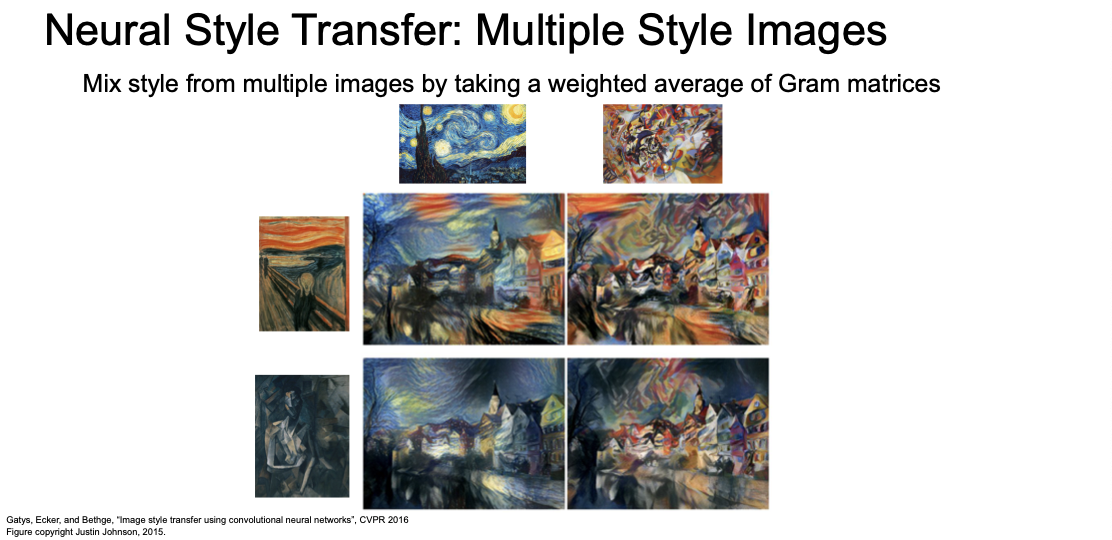 Neural Style Transfer: Multiple Style Images
Mix style from multiple images by taking a weighted average of Gram matrices
Gatys, Ecker, and Bethge, “Image style transfer using convolutional neural networks”, CVPR 2016
Figure copyright Justin Johnson, 2015.